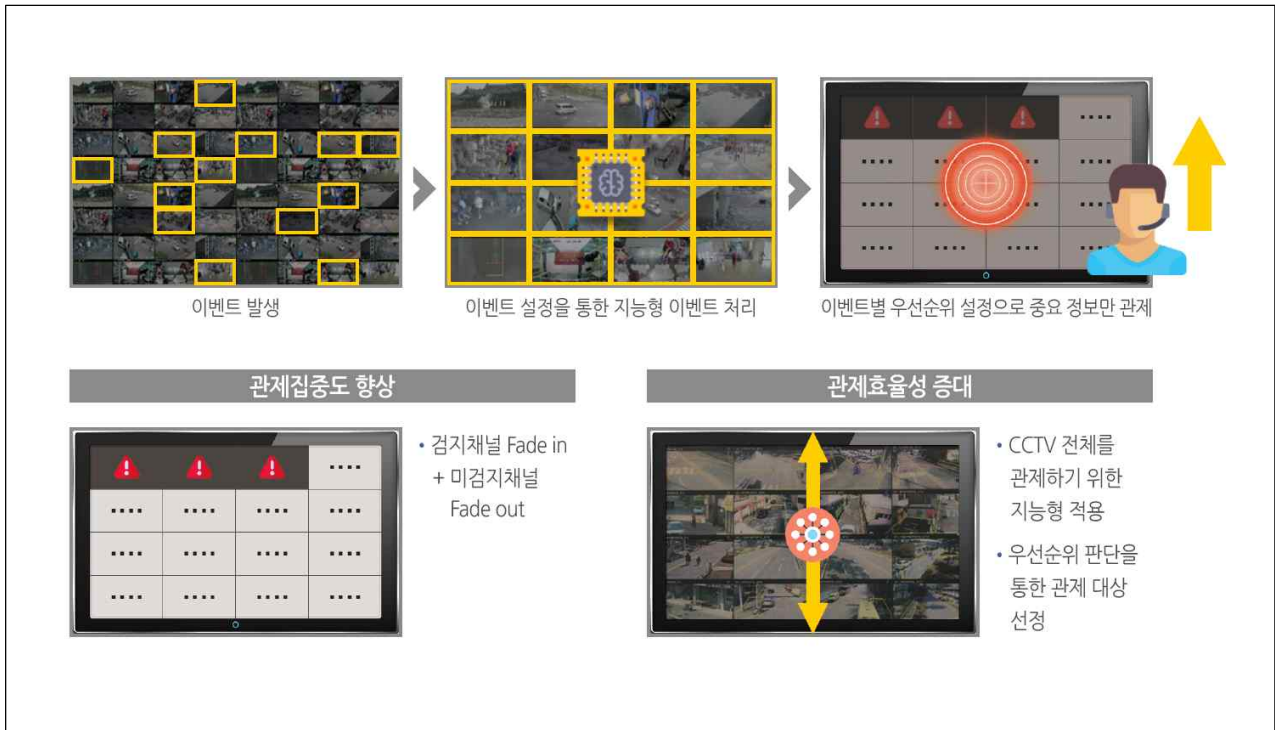 이벤트 발생
이벤트 설정을 통한 지능형 이벤트 처리
이벤트별 우선순위 설정으로 중요 정보만 관제
관제집중도 향상
• 검지채널 Fade in
+ 미검지채널
Fade out
관제효율성 증대
• CCTV 전체를
관제하기 위한
지능형 적용
• 우선순위 판단을
통한 관제 대상
선정